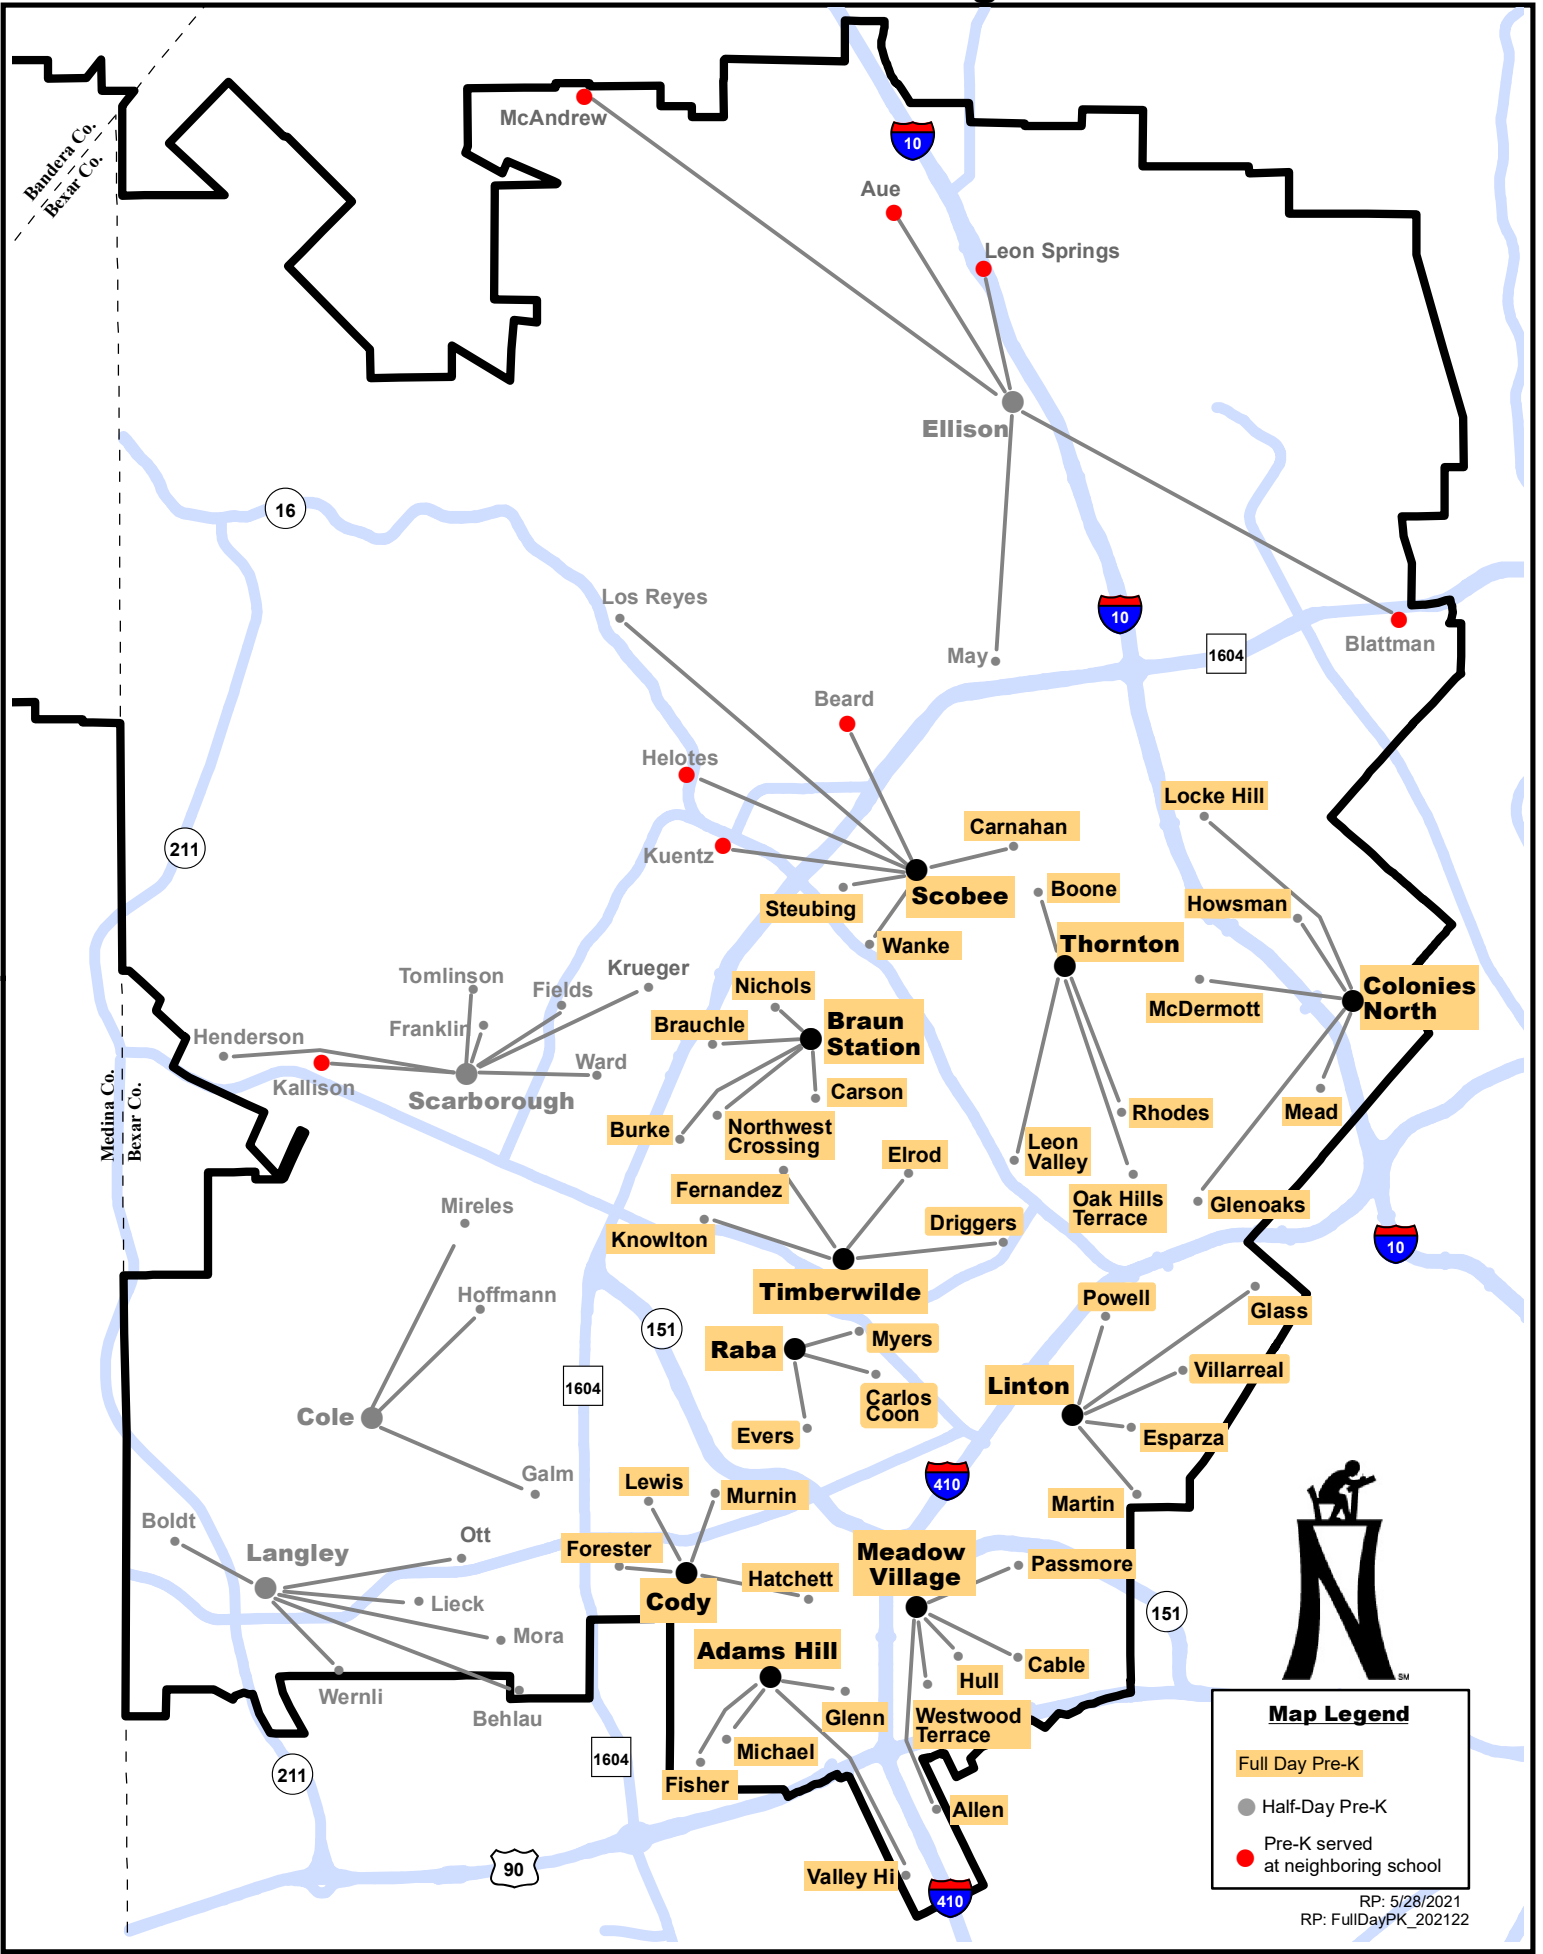 McAndrew
10
Bandera Co.
Bexar Co.
Aue
Leon Springs
Ellison
16
Los Reyes
10
May
1604
Blattman
Beard
Helotes
Locke Hill
Carnahan
211
Kuentz
Scobee
Boone
Steubing
Howsman
Wanke
Thornton
Krueger
Tomlinson
Fields
Nichols
Colonies
North
McDermott
Franklin
Brauchle
Braun
Station
Henderson
Ward
Kallison
Scarborough
Carson
Medina Co.
Bexar Co.
Rhodes
Mead
Burke
Northwest
Crossing
Leon
Valley
Elrod
Fernandez
Oak Hills
Terrace
Glenoaks
Mireles
Driggers
Knowlton
10
Timberwilde
Powell
Hoffmann
Glass
151
Raba
Myers
Villarreal
1604
Linton
Carlos
Coon
Cole
Evers
Esparza
Galm
Lewis
Murnin
410
Martin
Boldt
Ott
Langley
Forester
Meadow
Village
Passmore
Hatchett
Cody
Lieck
151
Mora
Adams Hill
Cable
Hull
SM
Wernli
Behlau
Glenn
Westwood
Terrace
Map Legend
Michael
1604
Full Day Pre-K
211
Fisher
Allen
Half-Day Pre-K
Pre-K served
at neighboring school
90
Valley Hi
410
RP: 5/28/2021
RP: FullDayPK_202122